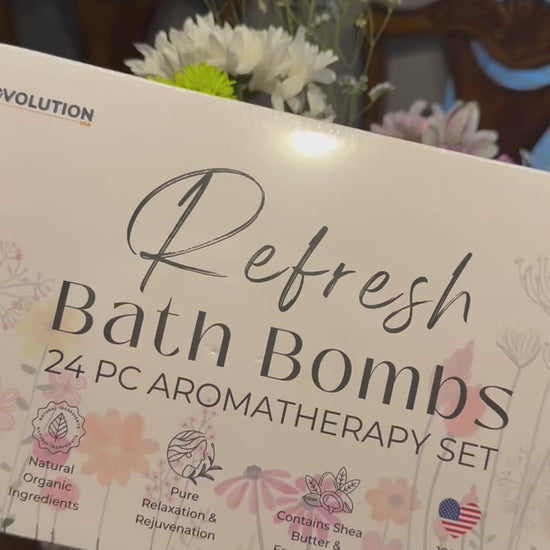 VOLUTION
USA
Refresh
Bath Bombs
24 PC AROMATHERAPY SET
Natural
Organic
Ingredients
Pure
Relaxation &
Rejuvenation
Contains Shea
Butter &